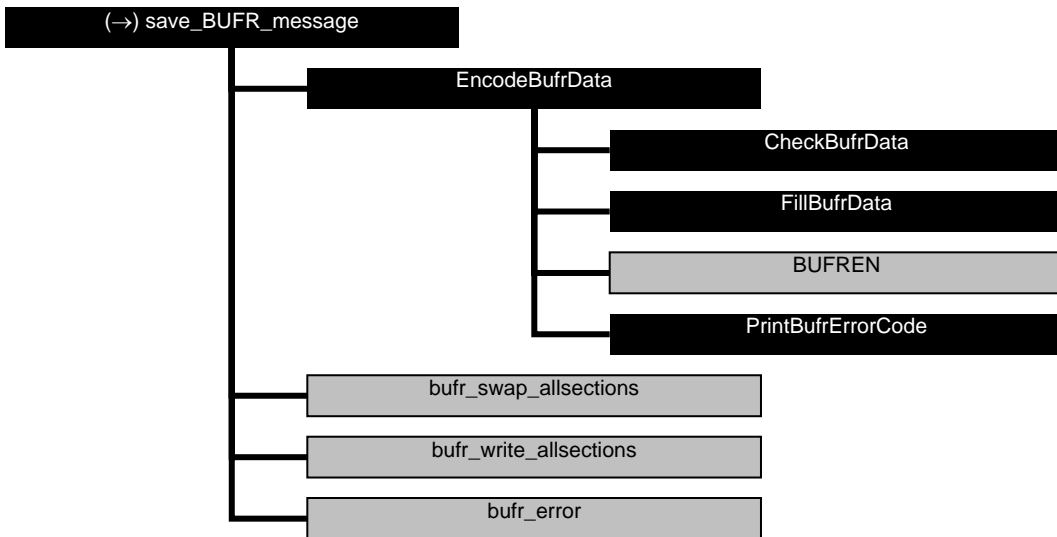 (→) save_BUFR_message
EncodeBufrData
CheckBufrData
FillBufrData
BUFREN
PrintBufrErrorCode
bufr_swap_allsections
bufr_write_allsections
bufr_error